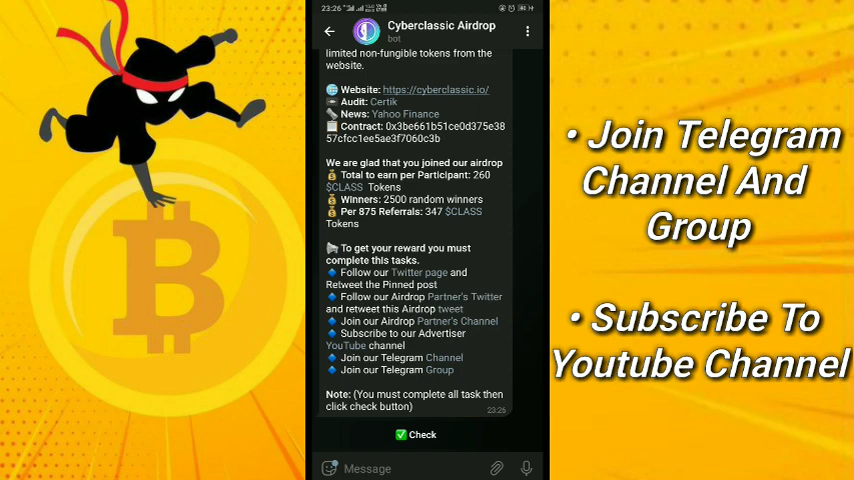 23:26
Cyberclassic Airdrop
bot
limited non-fungible tokens from the
website.
Website: https://cyberclassic.io/
Audit: Certik
News: Yahoo Finance
Contract: 0x3be661b51ce0d375e38
57cfcc1ee5ae3f7060c3b
We are glad that you joined our airdrop
Total to earn per Participant: 260
$CLASS Tokens
Winners: 2500 random winners
Per 875 Referrals: 347 $CLASS
Tokens
To get your reward you must
complete this tasks.
Follow our Twitter page and
Retweet the Pinned post
Follow our Airdrop Partner's Twitter
and retweet this Airdrop tweet
Join our Airdrop Partner's Channel
Subscribe to our Advertiser
YouTube channel
Join our Telegram Channel
Join our Telegram Group
Note: (You must complete all task then
click check button)
23:26
Check
Message
• Join Telegram
Channel And
Group
• Subscribe To
Youtube Channel